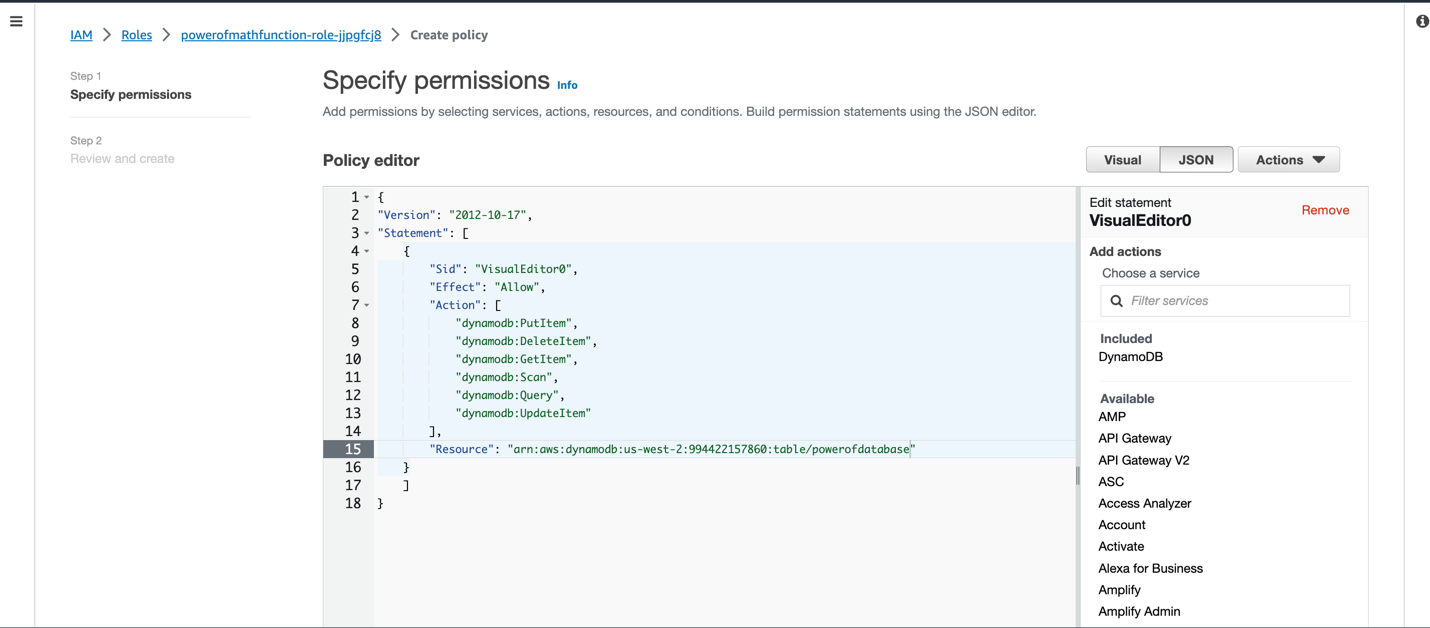 IAM > Roles > powerofmathfunction-role-jjpgfcj8 > Create policy
Step 1
Specify permissions
Step 2
Review and create
Specify permissions Info
Add permissions by selecting services, actions, resources, and conditions. Build permission statements using the JSON editor.
Policy editor
Visual JSON Actions
1 {
2 "Version": "2012-10-17",
3 "Statement": [
4 {
5 "Sid": "VisualEditor0",
6 "Effect": "Allow",
7 "Action": [
8 "dynamodb:PutItem",
9 "dynamodb:DeleteItem",
10 "dynamodb:GetItem",
11 "dynamodb:Scan",
12 "dynamodb:Query",
13 "dynamodb:UpdateItem"
14 ],
15 "Resource": "arn:aws:dynamodb:us-west-2:994422157860:table/powerofdatabase"
16 }
17 ]
18 }
Edit statement
VisualEditor0
Remove
Add actions
Choose a service
Filter services
Included
DynamoDB
Available
AMP
API Gateway
API Gateway V2
ASC
Access Analyzer
Account
Activate
Alexa for Business
Amplify
Amplify Admin